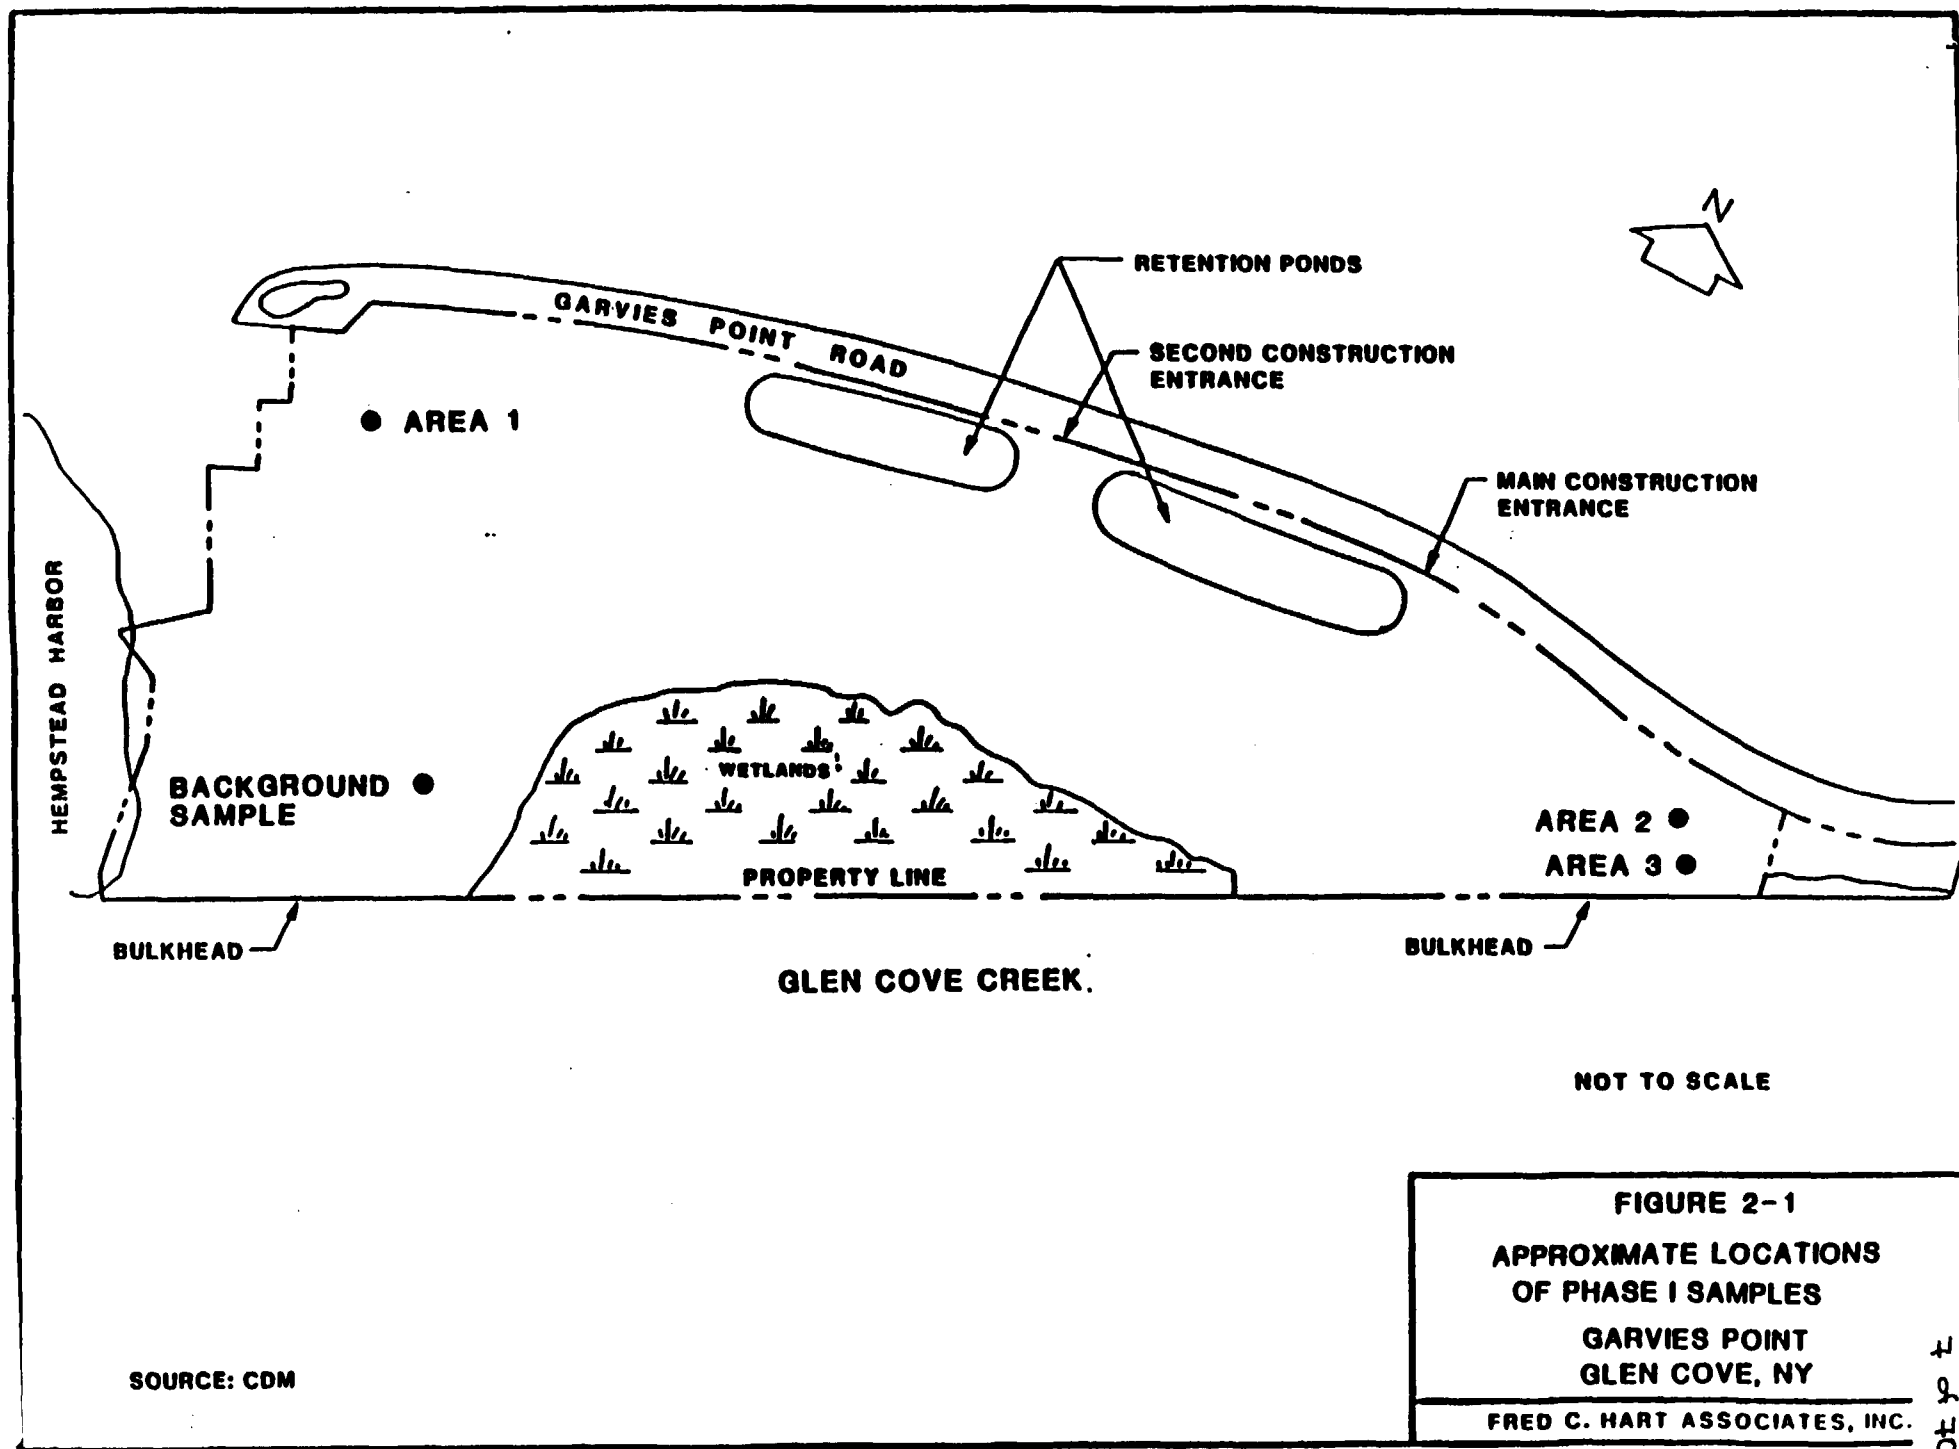 N
RETENTION PONDS
GARVIES POINT ROAD
SECOND CONSTRUCTION
ENTRANCE
AREA 1
MAIN CONSTRUCTION
ENTRANCE
HEMPSTEAD HARBOR
WETLANDS
BACKGROUND
SAMPLE
AREA 2
AREA 3
PROPERTY LINE
BULKHEAD
BULKHEAD
GLEN COVE CREEK.
NOT TO SCALE
FIGURE 2-1
APPROXIMATE LOCATIONS
OF PHASE I SAMPLES
GARVIES POINT
GLEN COVE, NY
SOURCE: CDM
FRED C. HART ASSOCIATES, INC.